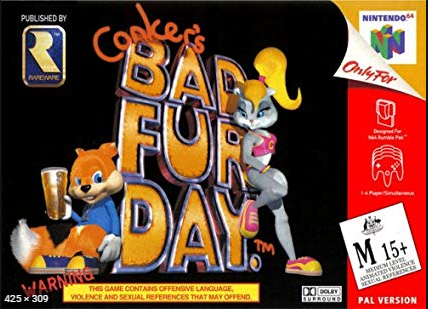 PUBLISHED BY
RAREWARE
Conker's
BAD
FUR
DAY.™
NINTENDO 64
Only For
Designed For
N64 Rumble Pak™
1-4 Player/Simultaneous
M 15+
MEDIUM LEVEL
ANIMATED VIOLENCE
SEXUAL REFERENCES
WARNING
THIS GAME CONTAINS OFFENSIVE LANGUAGE,
VIOLENCE AND SEXUAL REFERENCES THAT MAY OFFEND.
DOLBY
SURROUND
PAL VERSION
425 × 309